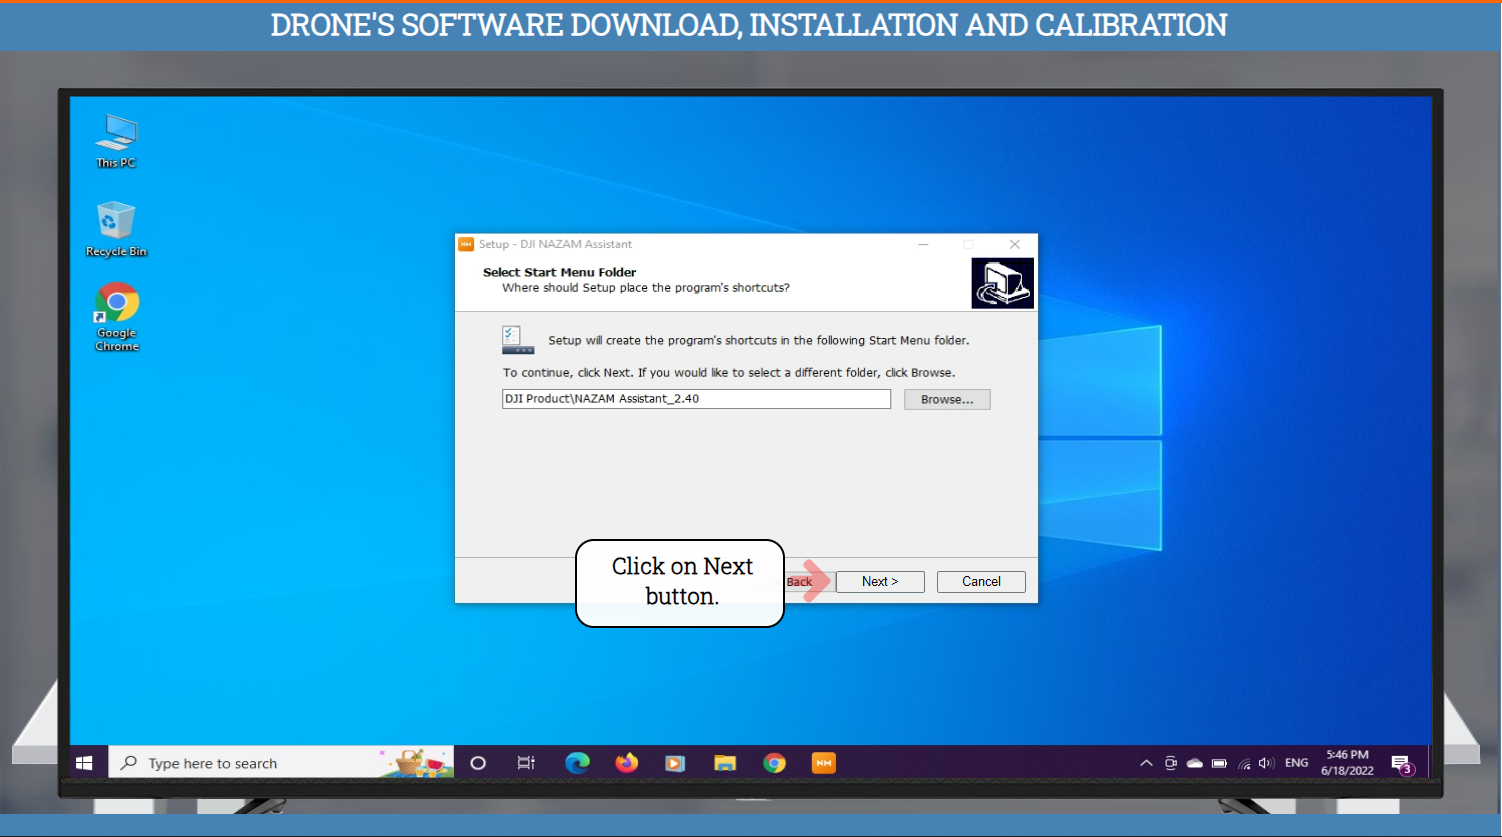 DRONE'S SOFTWARE DOWNLOAD, INSTALLATION AND CALIBRATION
This PC
Recycle Bin
Google
Chrome
NM
Setup - DJI NAZAM Assistant
Select Start Menu Folder
Where should Setup place the program's shortcuts?
Setup will create the program's shortcuts in the following Start Menu folder.
To continue, click Next. If you would like to select a different folder, click Browse.
DJI Product\NAZAM Assistant_2.40
Browse...
Click on Next
button.
Back
Next >
Cancel
Type here to search
NM
ENG
5:46 PM
6/18/2022
3